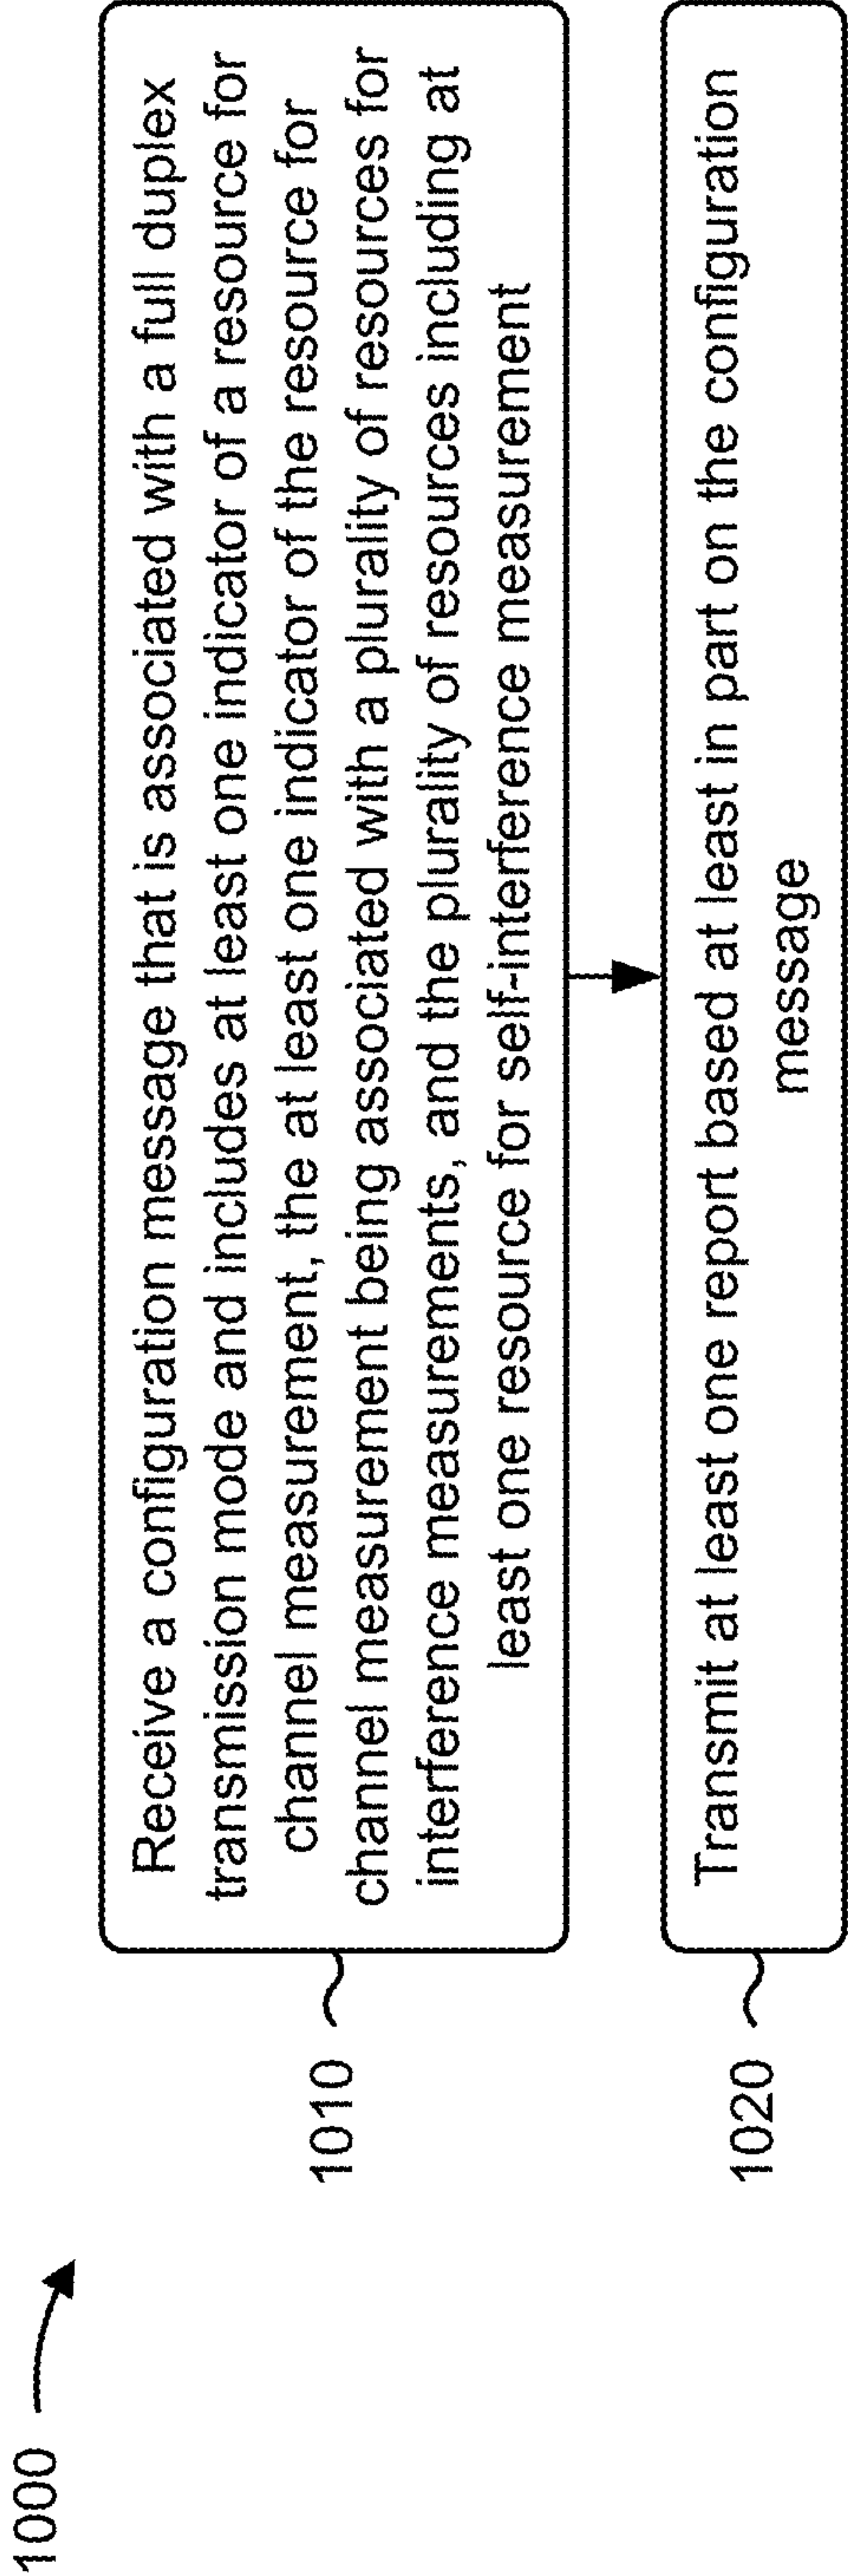 1000
1010
Receive a configuration message that is associated with a full duplex
transmission mode and includes at least one indicator of a resource for
channel measurement, the at least one indicator of the resource for
channel measurement being associated with a plurality of resources for
interference measurements, and the plurality of resources including at
least one resource for self-interference measurement
1020
Transmit at least one report based at least in part on the configuration
message